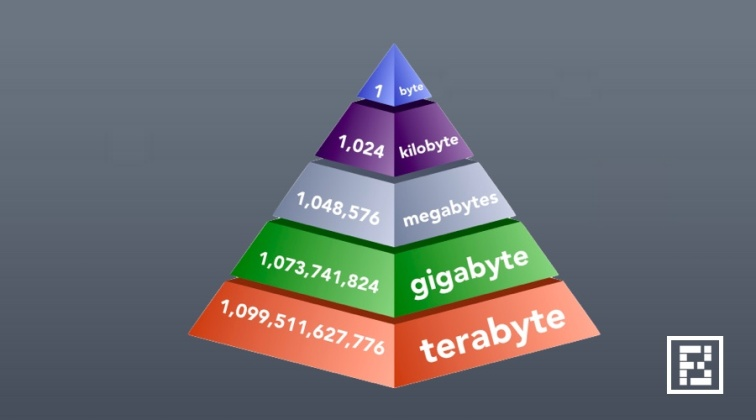 1 byte
1,024 kilobyte
1,048,576 megabytes
1,073,741,824 gigabyte
1,099,511,627,776 terabyte